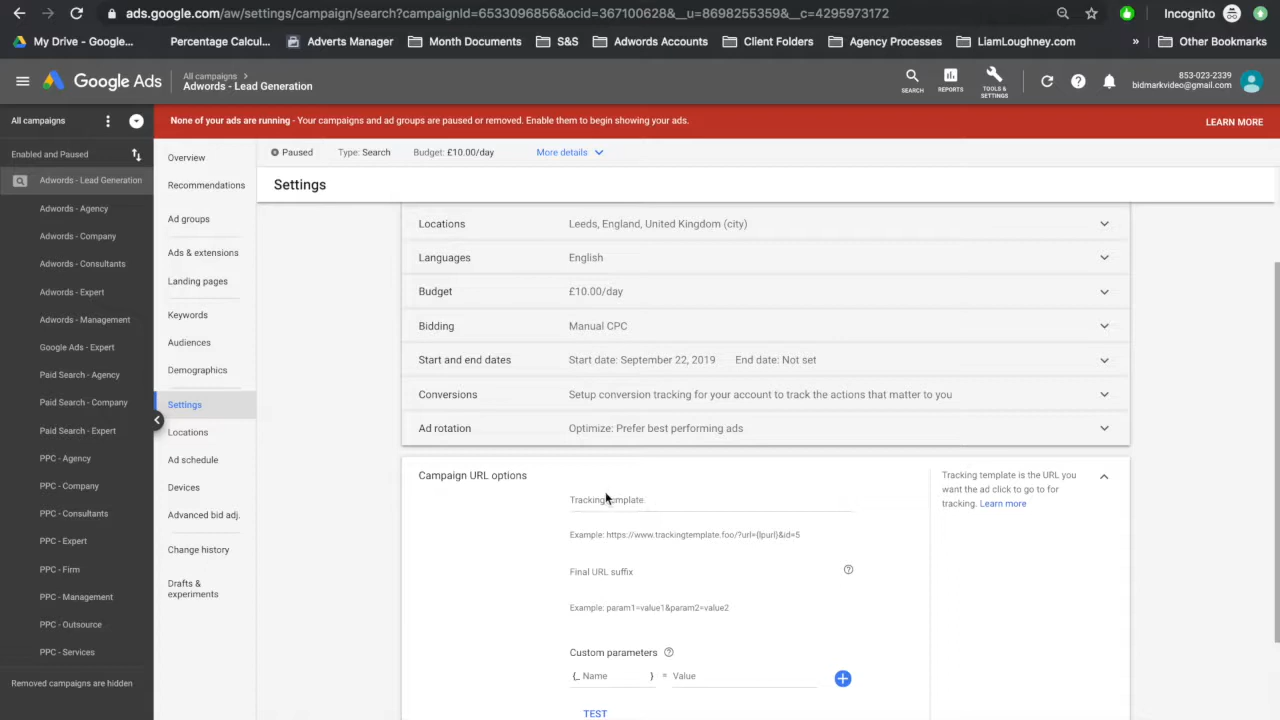 ads.google.com/aw/settings/campaign/search?campaignId=6533096856&ocid=367100628&__u=8698255359&__c=4295973172
Incognito
My Drive - Google...
Percentage Calcul...
Adverts Manager
Month Documents
S&S
Adwords Accounts
Client Folders
Agency Processes
LiamLoughney.com
»
Other Bookmarks
Google Ads
All campaigns >
Adwords - Lead Generation
SEARCH
REPORTS
TOOLS &
SETTINGS
853-023-2339
bidmarkvideo@gmail.com
All campaigns
None of your ads are running - Your campaigns and ad groups are paused or removed. Enable them to begin showing your ads.
LEARN MORE
Enabled and Paused
Adwords - Lead Generation
Adwords - Agency
Adwords - Company
Adwords - Consultants
Adwords - Expert
Adwords - Management
Google Ads - Expert
Paid Search - Agency
Paid Search - Company
Paid Search - Expert
PPC - Agency
PPC - Company
PPC - Consultants
PPC - Expert
PPC - Firm
PPC - Management
PPC - Outsource
PPC - Services
Removed campaigns are hidden
Overview
Recommendations
Ad groups
Ads & extensions
Landing pages
Keywords
Audiences
Demographics
Settings
Locations
Ad schedule
Devices
Advanced bid adj.
Change history
Drafts &
experiments
Paused
Type: Search
Budget: £10.00/day
More details
Settings
Locations
Leeds, England, United Kingdom (city)
Languages
English
Budget
£10.00/day
Bidding
Manual CPC
Start and end dates
Start date: September 22, 2019
End date: Not set
Conversions
Setup conversion tracking for your account to track the actions that matter to you
Ad rotation
Optimize: Prefer best performing ads
Campaign URL options
Tracking template
Example: https://www.trackingtemplate.foo/?url={lpurl}&id=5
Final URL suffix
Example: param1=value1&param2=value2
Custom parameters
{_ Name } = Value
TEST
Tracking template is the URL you
want the ad click to go to for
tracking. Learn more